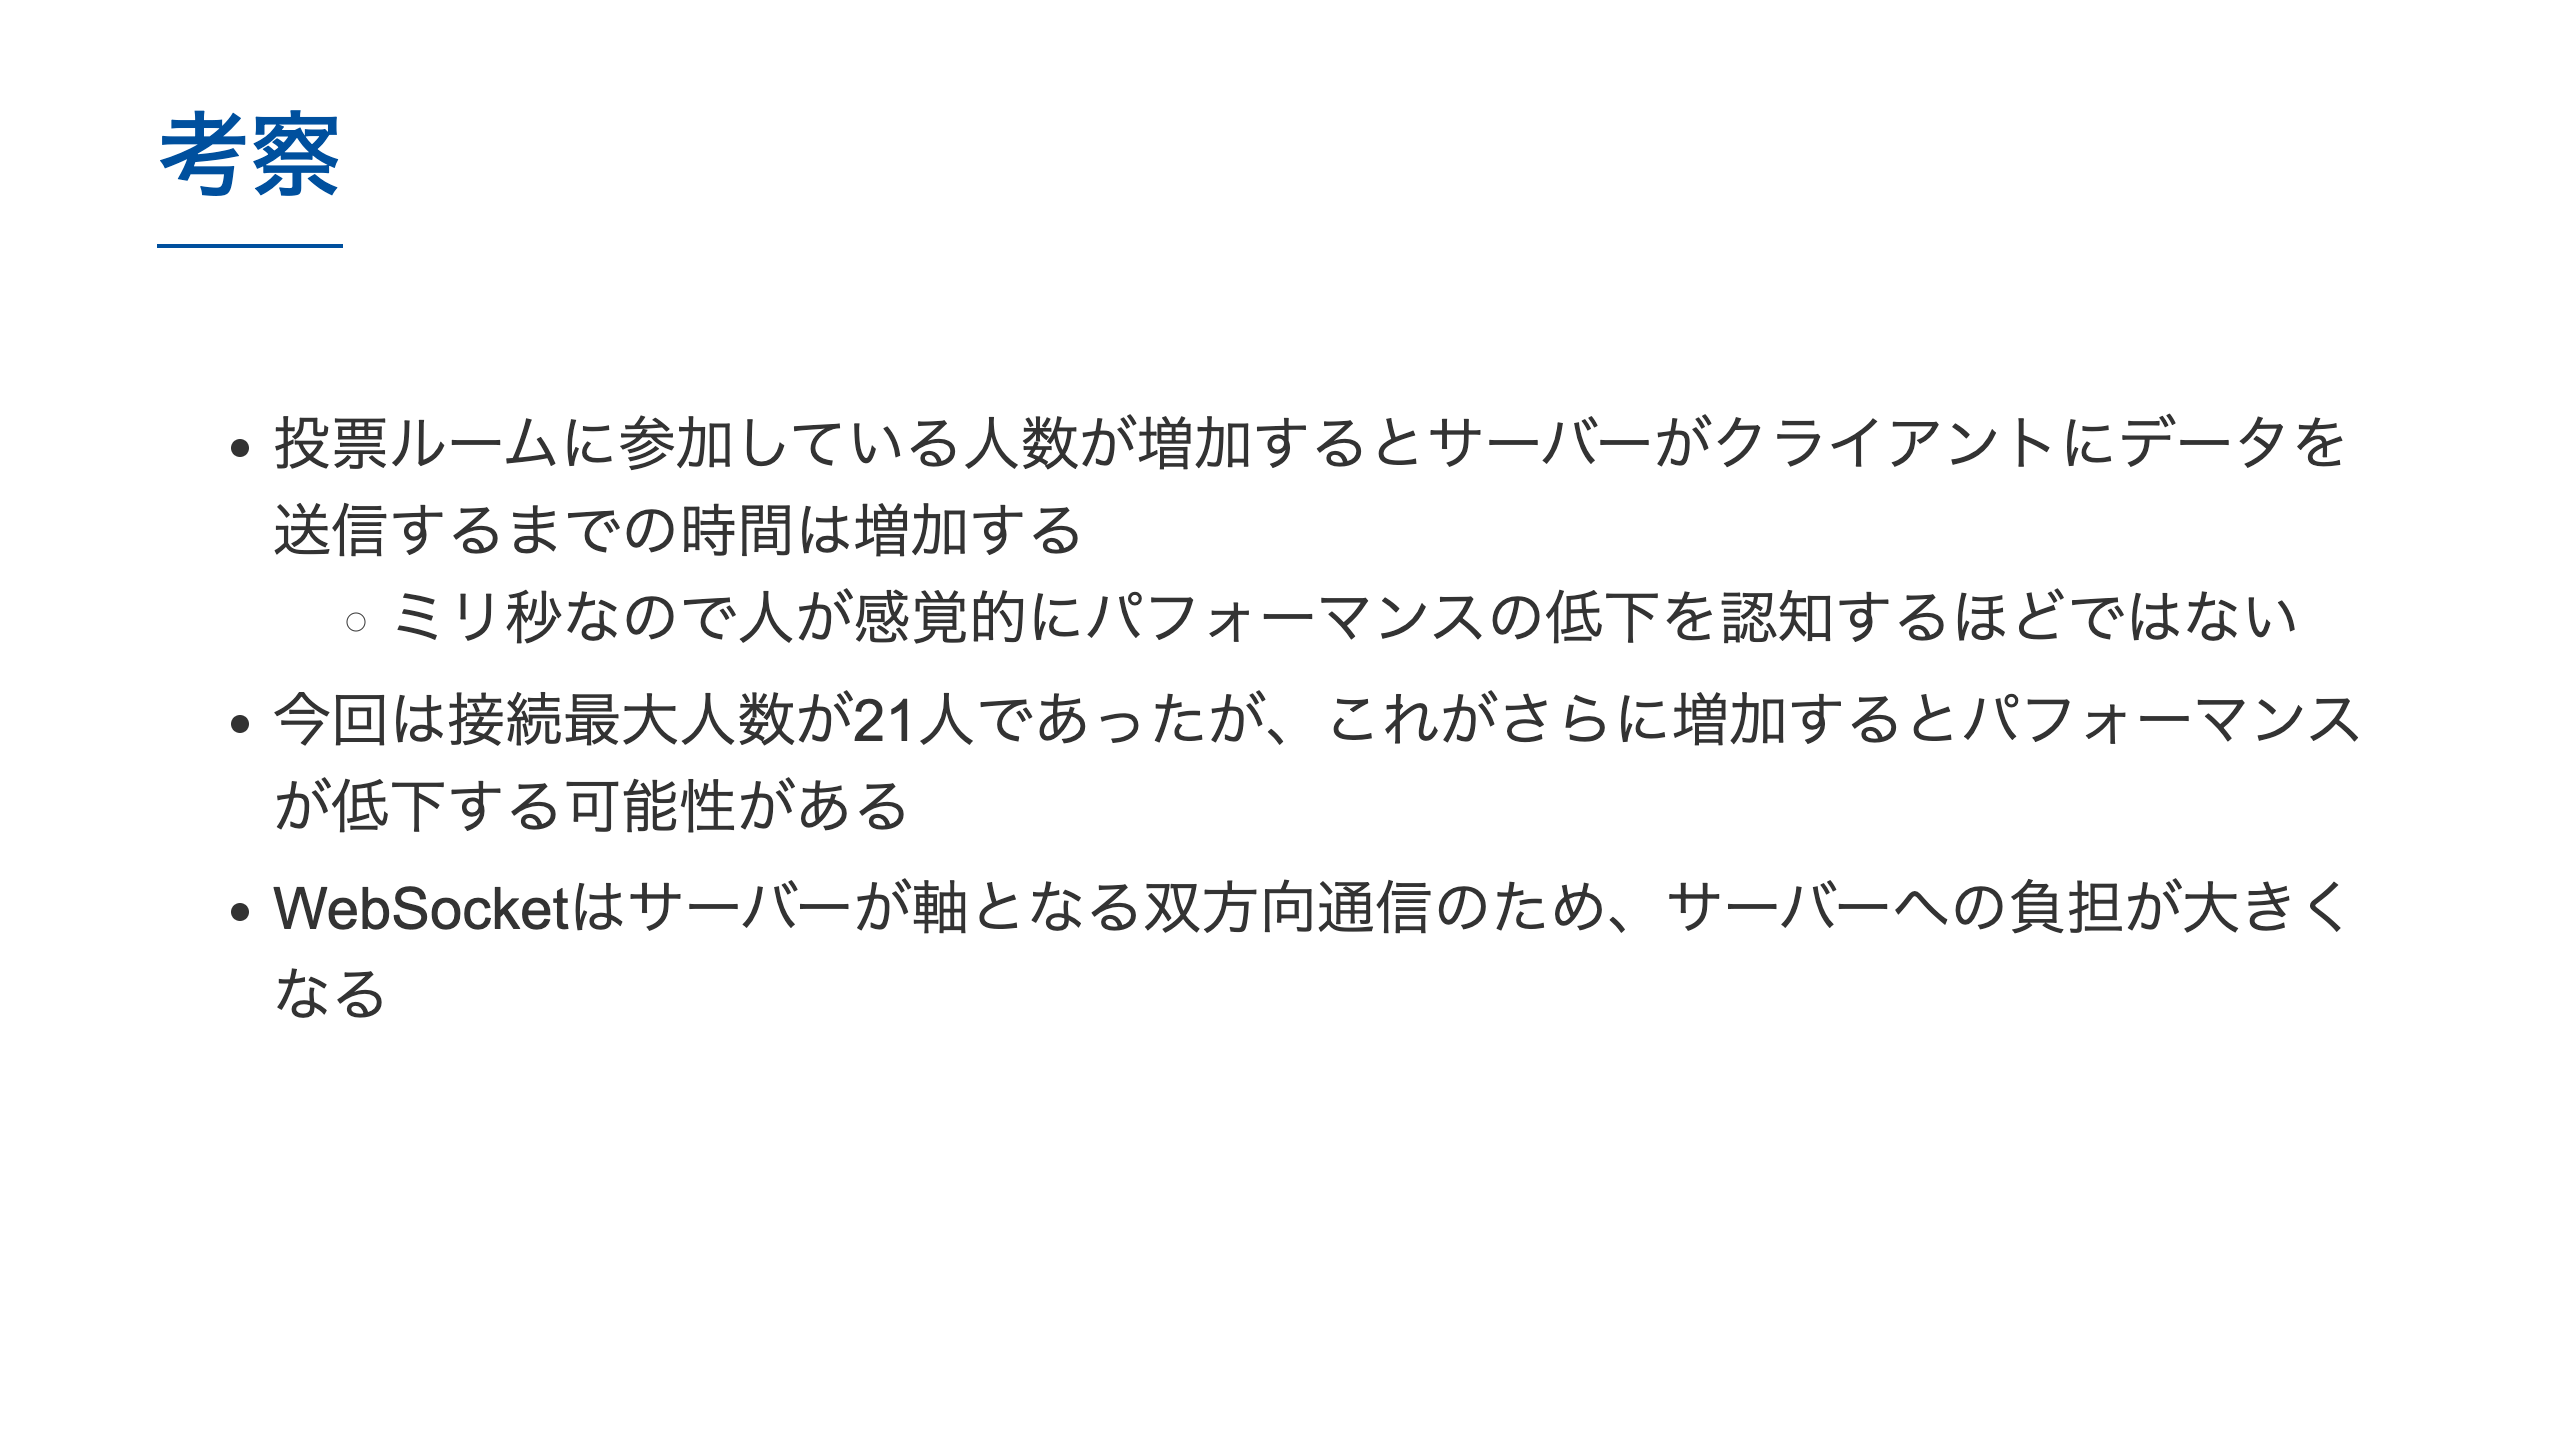 考察
• 投票ルームに参加している人数が増加するとサーバーがクライアントにデータを
送信するまでの時間は増加する
○ ミリ秒なので人が感覚的にパフォーマンスの低下を認知するほどではない
• 今回は接続最大人数が21人であったが、これがさらに増加するとパフォーマンス
が低下する可能性がある
• WebSocketはサーバーが軸となる双方向通信のため、サーバーへの負担が大きく
なる